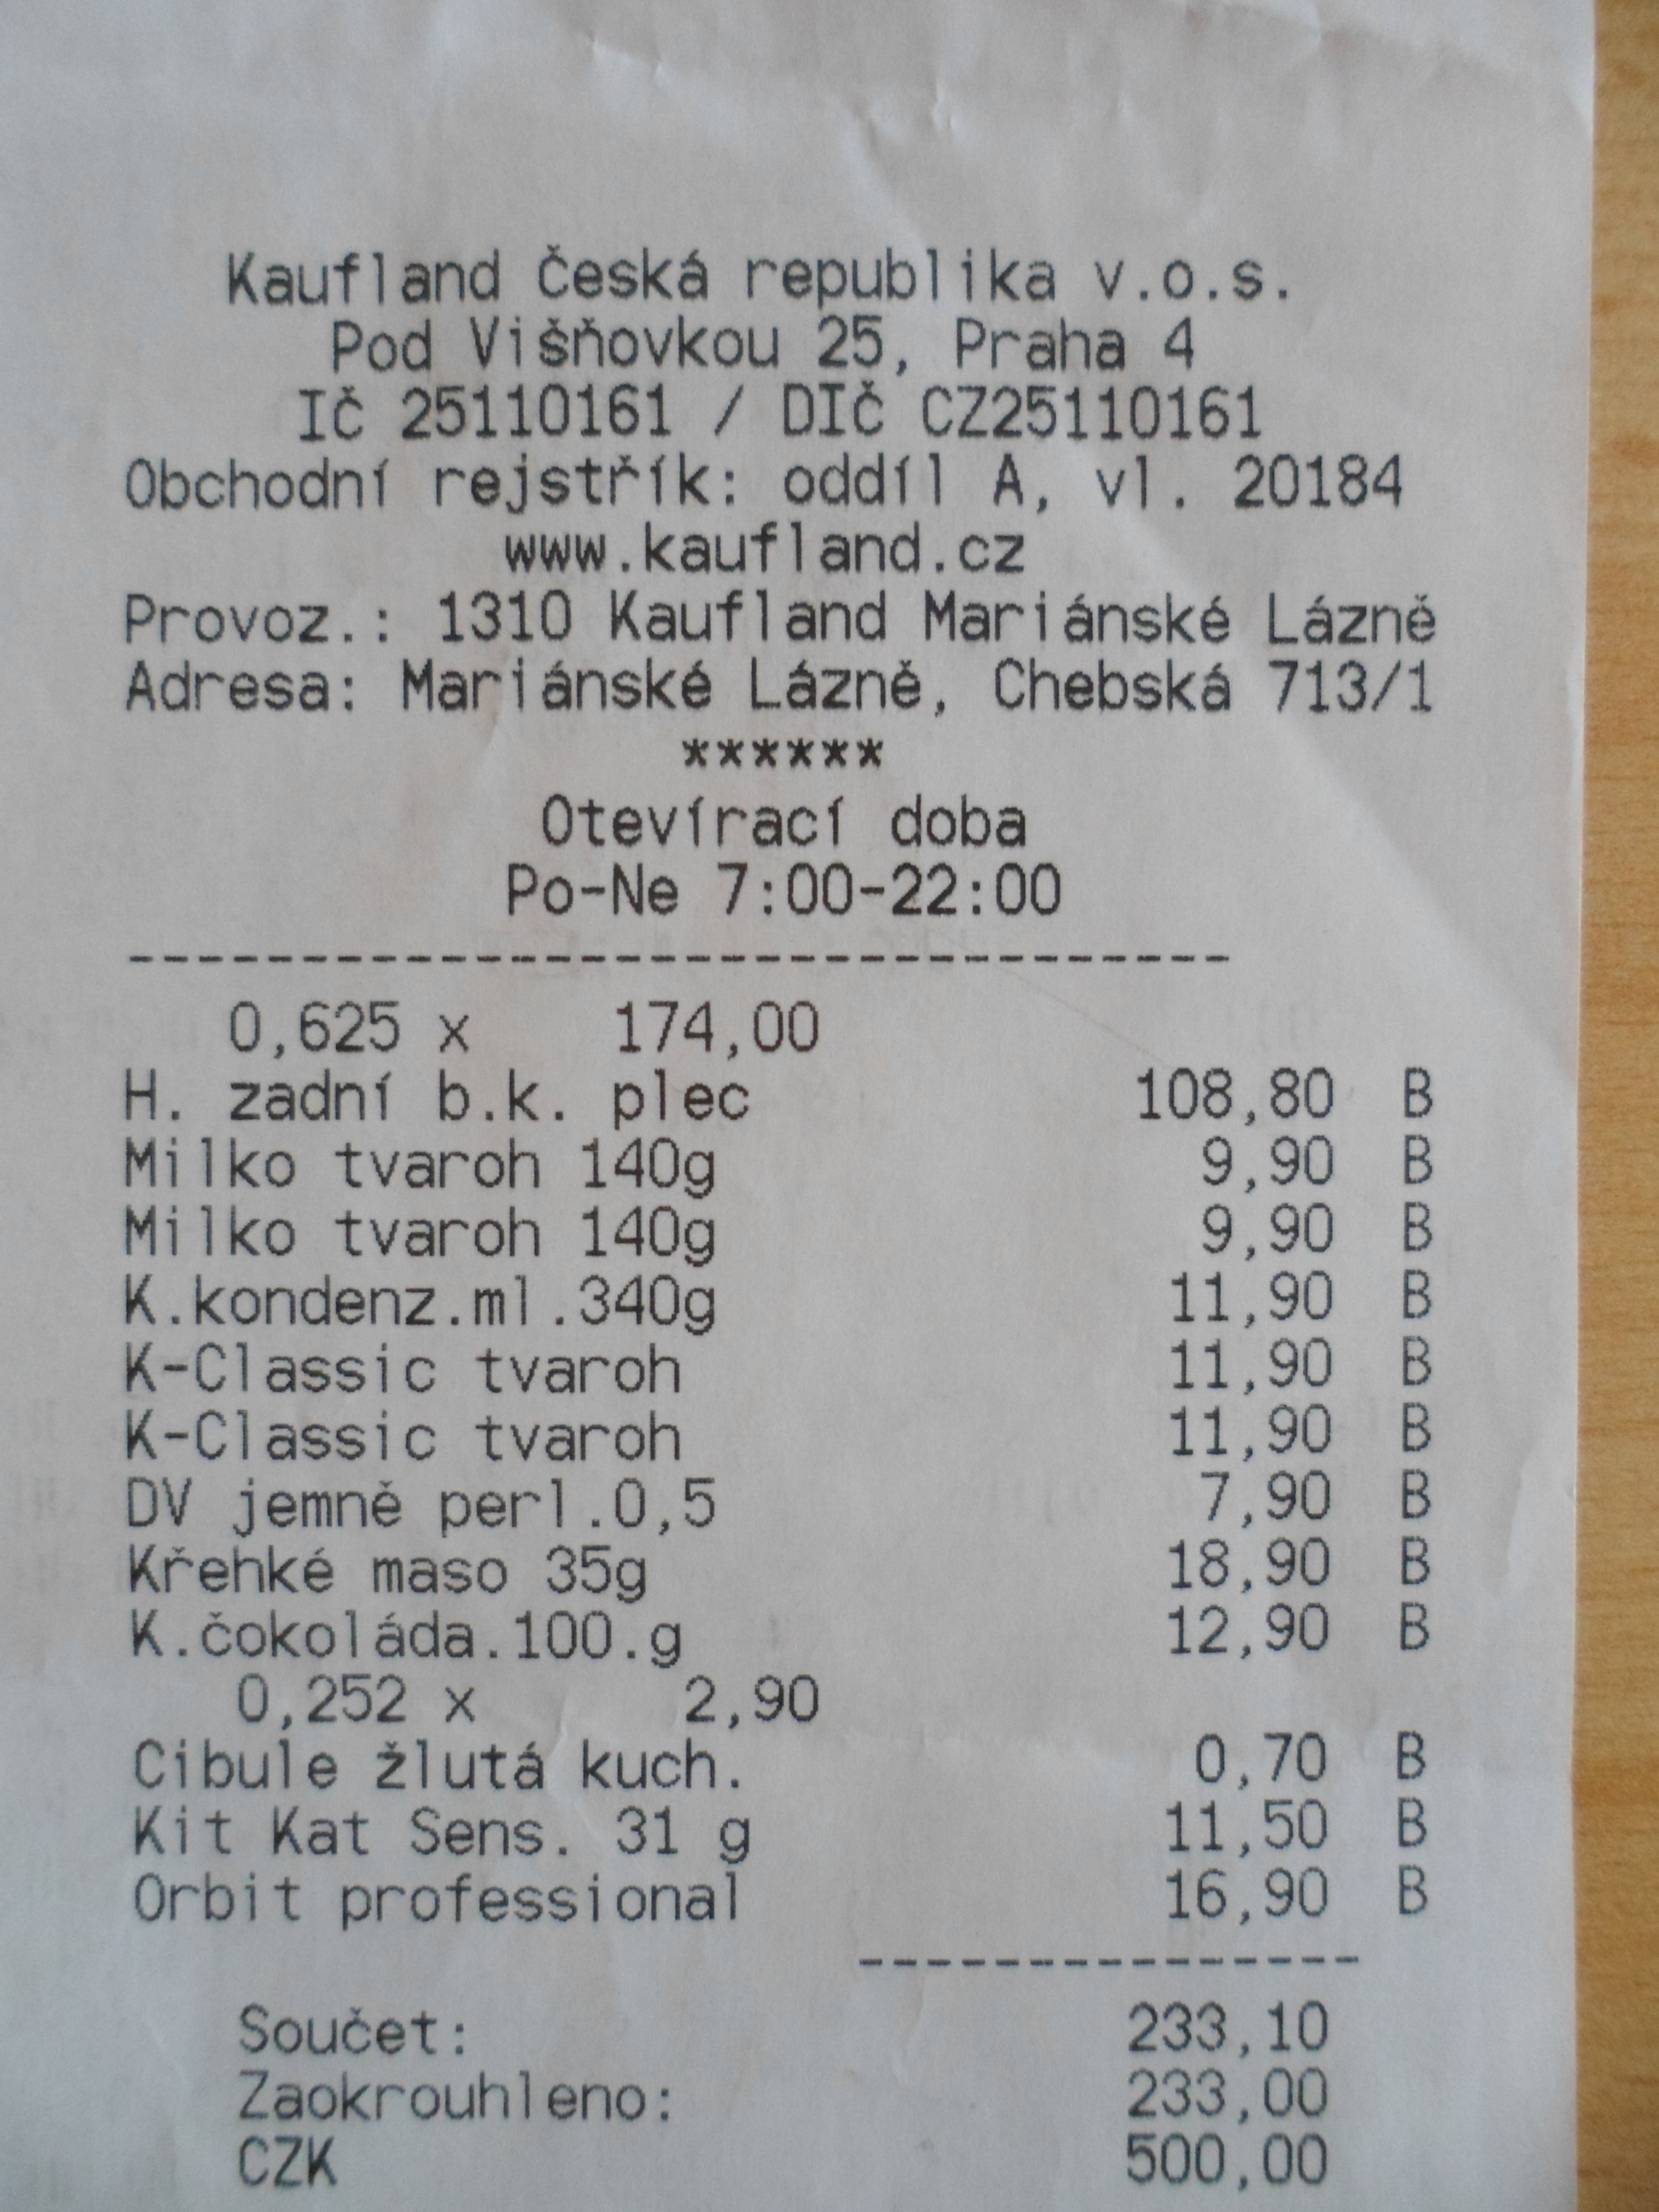 Kaufland Česká republika v.o.s.
Pod Višňovkou 25, Praha 4
IČ 25110161 / DIČ CZ25110161
Obchodní rejstřík: oddíl A, vl. 20184
www.kaufland.cz
Provoz.: 1310 Kaufland Mariánské Lázně
Adresa: Mariánské Lázně, Chebská 713/1
******
Otevírací doba
Po-Ne 7:00-22:00
---------------------------------
0,625 x 174,00
H. zadní b.k. plec 108,80 B
Milko tvaroh 140g 9,90 B
Milko tvaroh 140g 9,90 B
K.kondenz.ml.340g 11,90 B
K-Classic tvaroh 11,90 B
K-Classic tvaroh 11,90 B
DV jemně perl.0,5 7,90 B
Křehké maso 35g 18,90 B
K.čokoláda.100.g 12,90 B
0,252 x 2,90
Cibule žlutá kuch. 0,70 B
Kit Kat Sens. 31 g 11,50 B
Orbit professional 16,90 B
---------------
Součet: 233,10
Zaokrouhleno: 233,00
CZK 500,00